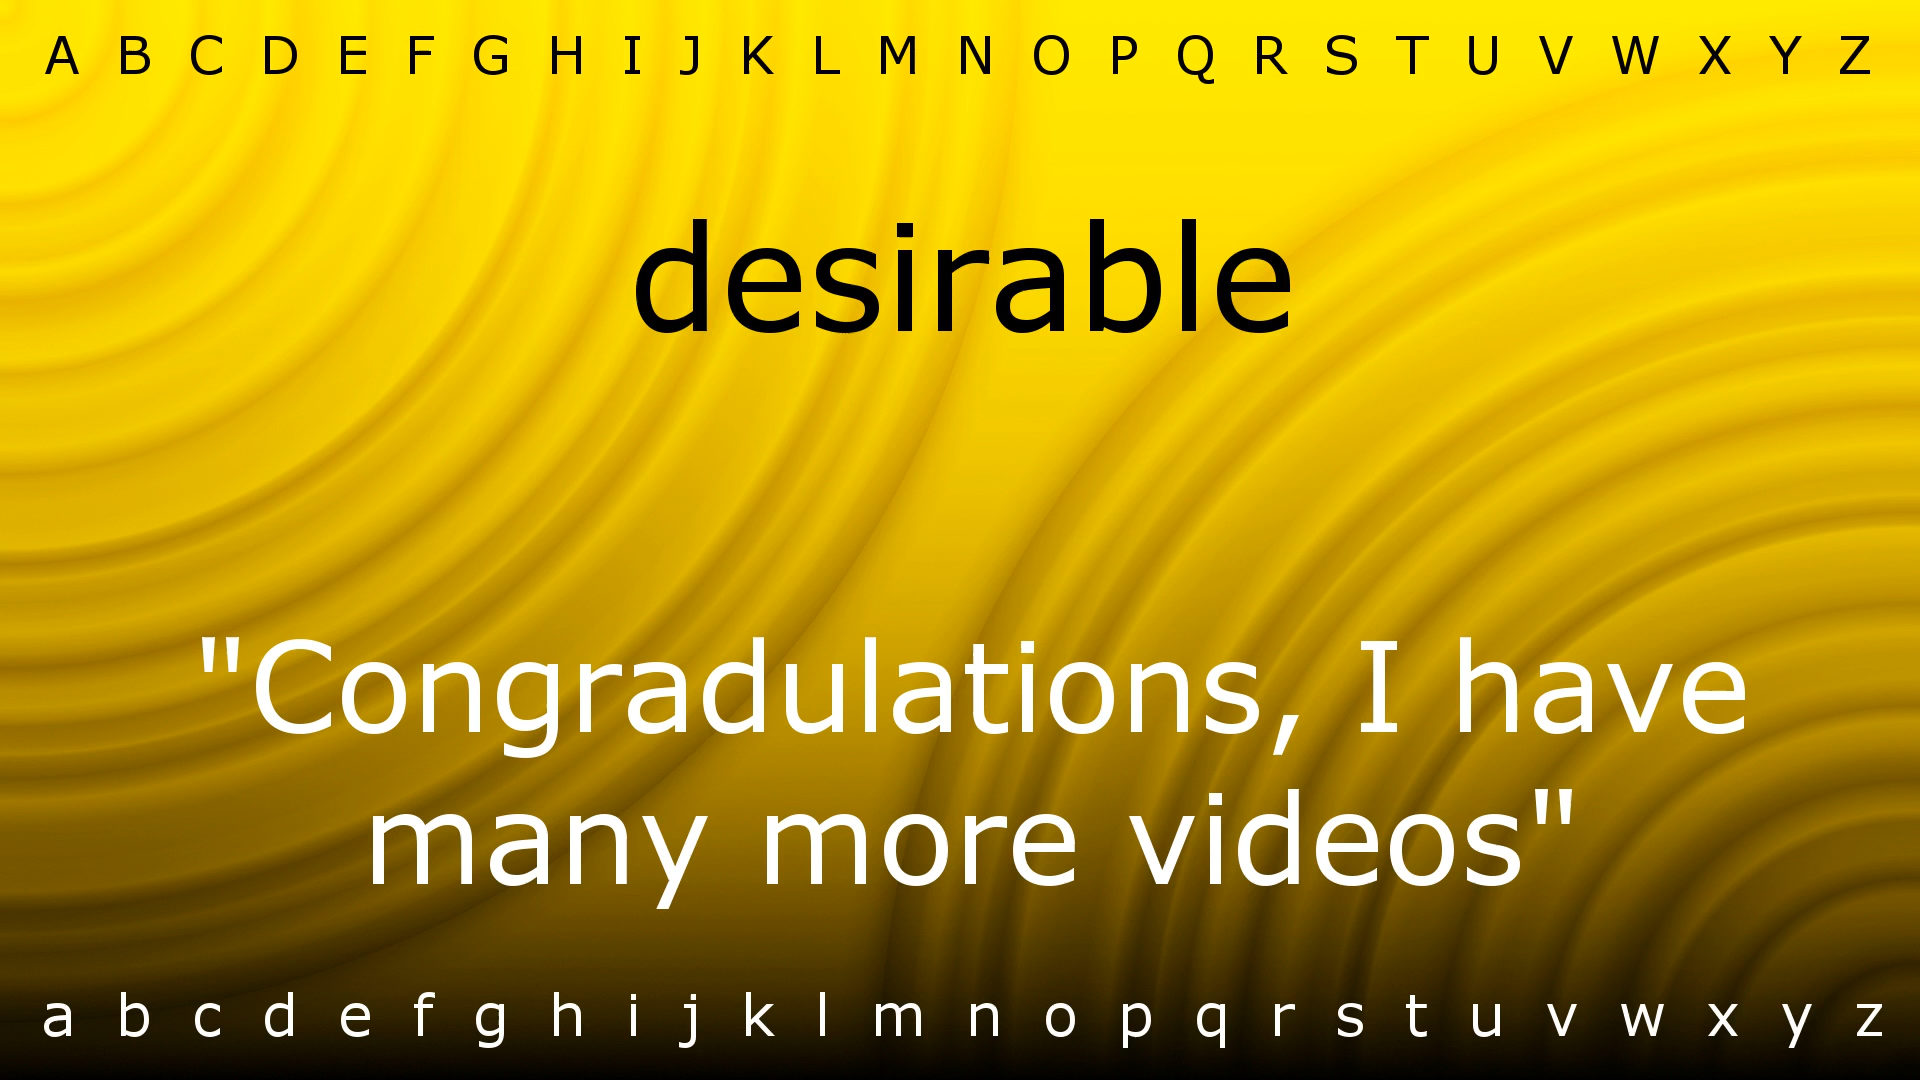 A B C D E F G H I J K L M N O P Q R S T U V W X Y Z
desirable
"Congradulations, I have
many more videos"
a b c d e f g h i j k l m n o p q r s t u v w x y z